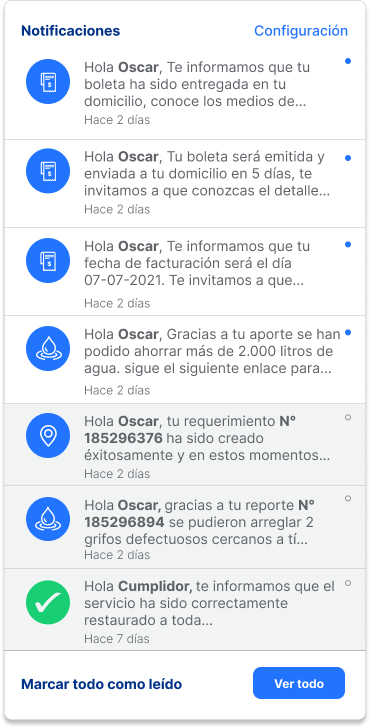 Notificaciones Configuración
Hola Oscar, Te informamos que tu
boleta ha sido entregada en tu
domicilio, conoce los medios de...
Hace 2 días
Hola Oscar, Tu boleta será emitida y
enviada a tu domicilio en 5 días, te
invitamos a que conozcas el detalle...
Hace 2 días
Hola Oscar, Te informamos que tu
fecha de facturación será el día
07-07-2021. Te invitamos a que...
Hace 2 días
Hola Oscar, Gracias a tu aporte se han
podido ahorrar más de 2.000 litros de
agua. sigue el siguiente enlace para...
Hace 2 días
Hola Oscar, tu requerimiento N°
185296376 ha sido creado
éxitosamente y en estos momentos...
Hace 2 días
Hola Oscar, gracias a tu reporte N°
185296894 se pudieron arreglar 2
grifos defectuosos cercanos a tí...
Hace 2 días
Hola Cumplidor, te informamos que el
servicio ha sido correctamente
restaurado a toda...
Hace 7 días
Marcar todo como leído Ver todo